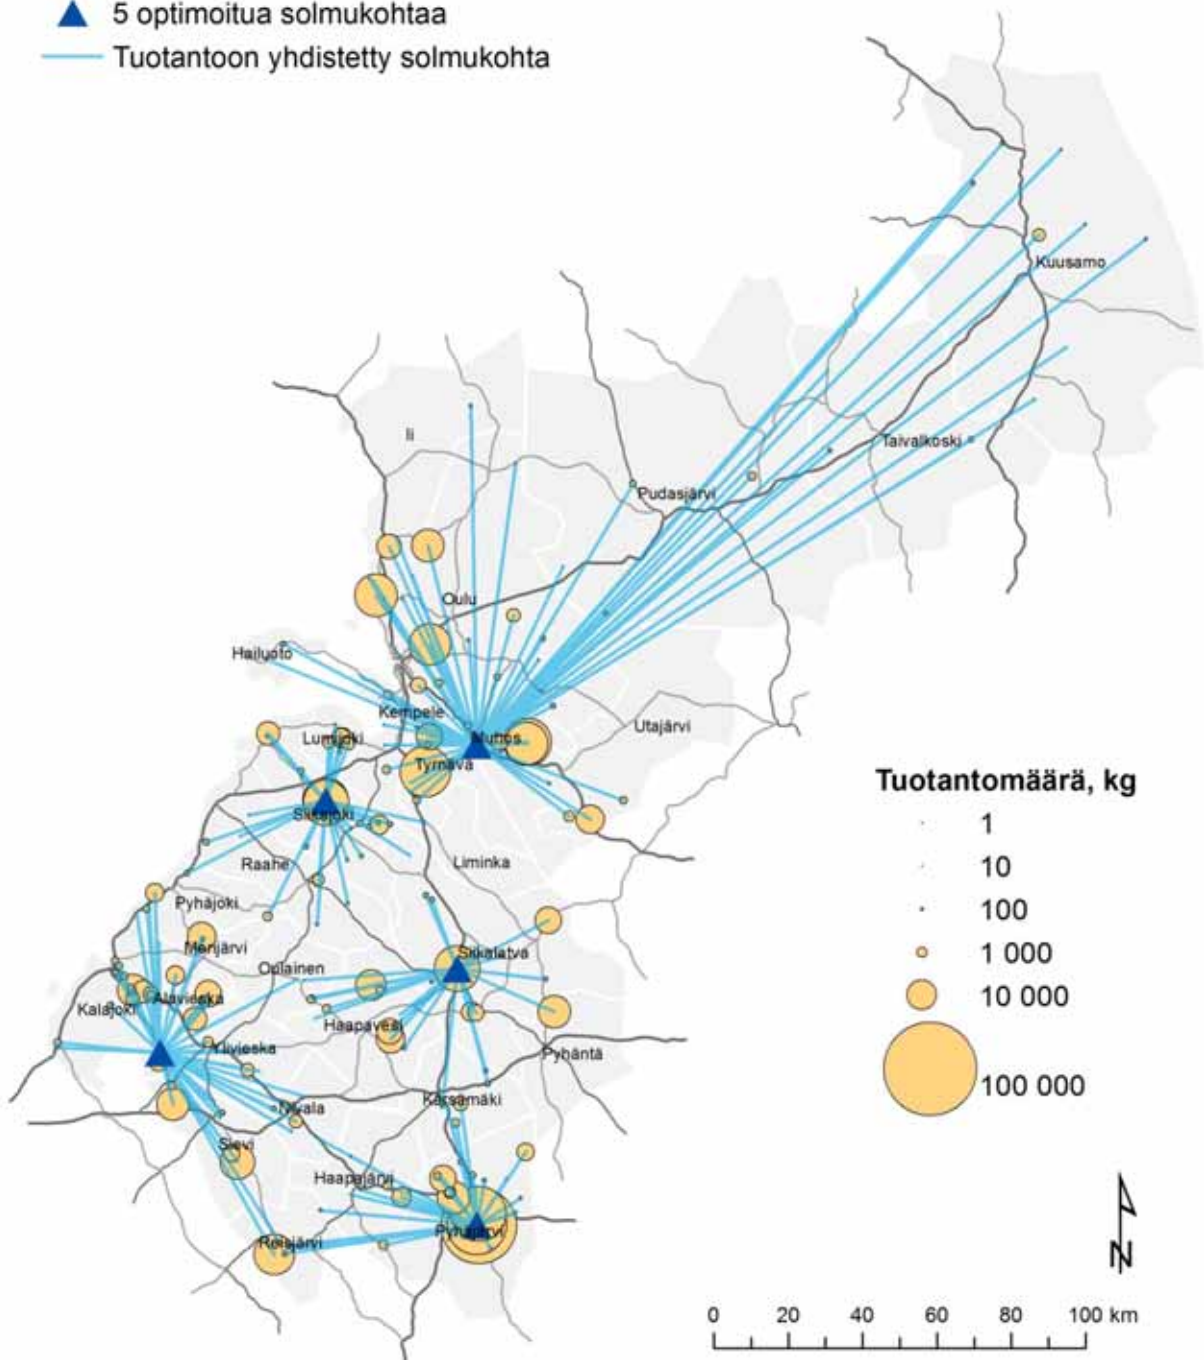 5 optimoitua solmukohtaa
Tuotantoon yhdistetty solmukohta
Kuusamo
Ii
Taivalkoski
Pudasjärvi
Oulu
Hailuoto
Kempele
Utajärvi
Lumijoki
Muhos
Tyrnävä
Siikajoki
Raahe
Liminka
Pyhäjoki
Merijärvi
Siikalatva
Oulainen
Alavieska
Kalajoki
Haapavesi
Ylivieska
Pyhäntä
Kärsämäki
Nivala
Sievi
Haapajärvi
Pyhäjärvi
Reisjärvi
Tuotantomäärä, kg
1
10
100
1 000
10 000
100 000
N
0 20 40 60 80 100 km